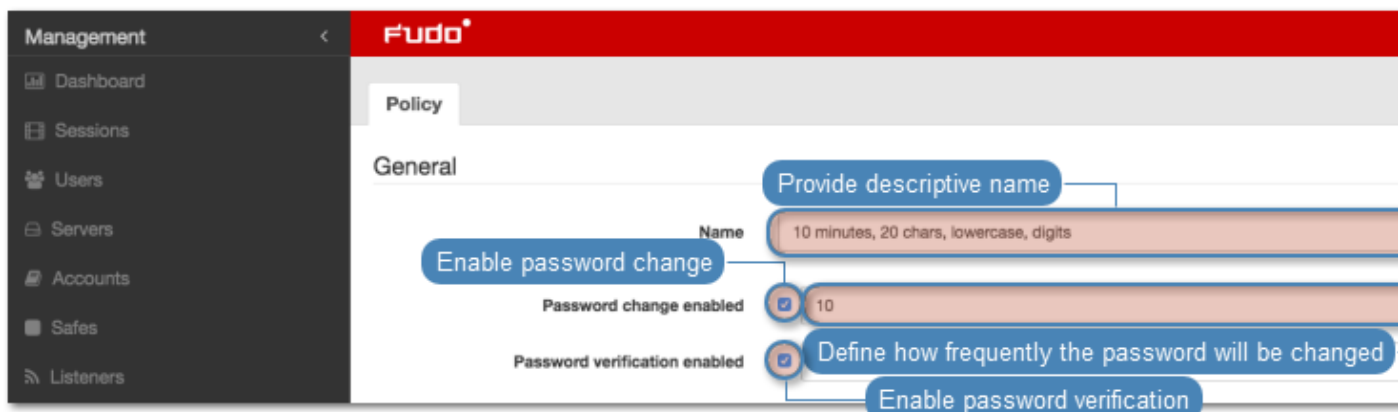 Management
Dashboard
Sessions
Users
Servers
Accounts
Safes
Listeners
FUDO
Policy
General
Provide descriptive name
Name
10 minutes, 20 chars, lowercase, digits
Enable password change
Password change enabled
10
Define how frequently the password will be changed
Password verification enabled
Enable password verification